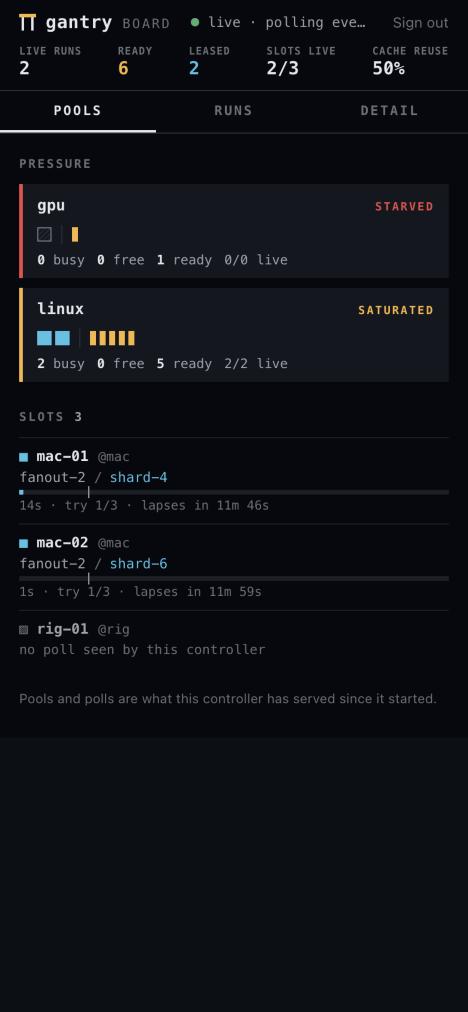 gantry BOARD live · polling eve… Sign out
LIVE RUNS READY LEASED SLOTS LIVE CACHE REUSE
2 6 2 2/3 50%
POOLS RUNS DETAIL
PRESSURE
gpu STARVED
0 busy 0 free 1 ready 0/0 live
linux SATURATED
2 busy 0 free 5 ready 2/2 live
SLOTS 3
mac-01 @mac
fanout-2 / shard-4
14s · try 1/3 · lapses in 11m 46s
mac-02 @mac
fanout-2 / shard-6
1s · try 1/3 · lapses in 11m 59s
rig-01 @rig
no poll seen by this controller
Pools and polls are what this controller has served since it started.